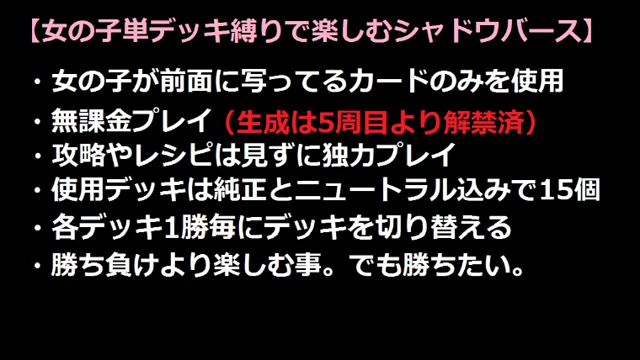 【女の子単デッキ縛りで楽しむシャドウバース】
・女の子が前面に写ってるカードのみを使用
・無課金プレイ（生成は5周目より解禁済）
・攻略やレシピは見ずに独力プレイ
・使用デッキは純正とニュートラル込みで15個
・各デッキ1勝毎にデッキを切り替える
・勝ち負けより楽しむ事。でも勝ちたい。